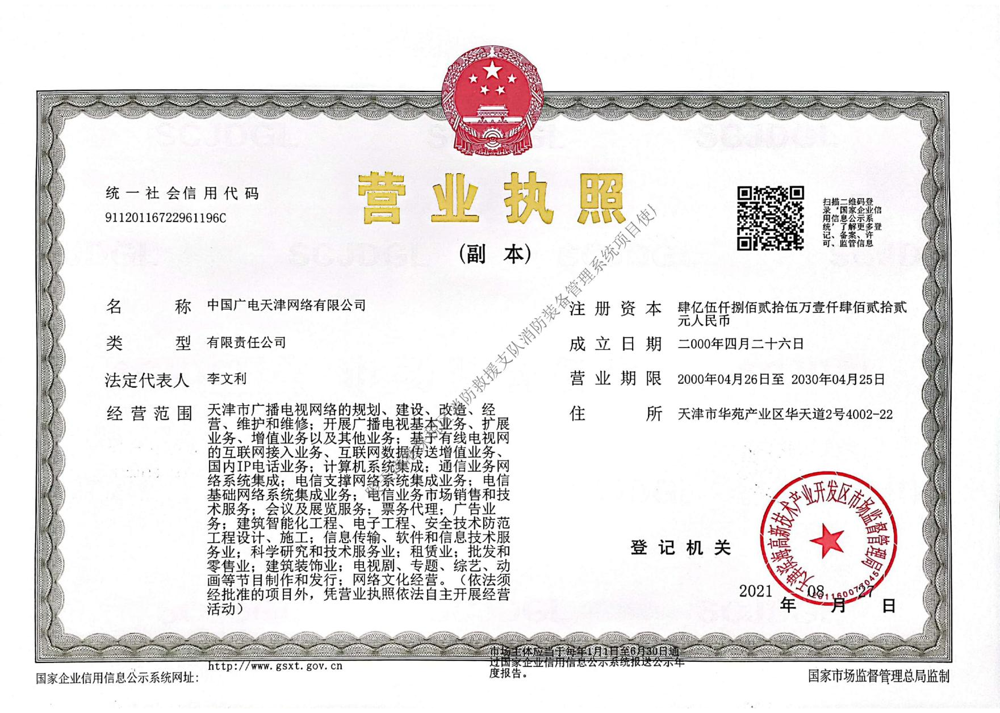 营业执照
(副 本)
统一社会信用代码
91120116722961196C
扫描二维码登
录‘国家企业信
用信息公示系
统’了解更多登
记、备案、许
可、监管信息
名 称 中国广电天津网络有限公司
类 型 有限责任公司
法定代表人 李文利
经营范围 天津市广播电视网络的规划、建设、改造、经
营、维护和维修；开展广播电视基本业务、扩展
业务、增值业务以及其他业务；基于有线电视网
的互联网接入业务、互联网数据传送增值业务、
国内IP电话业务；计算机系统集成；通信业务网
络系统集成；电信支撑网络系统集成业务；电信
基础网络系统集成业务；电信业务市场销售和技
术服务；会议及展览服务；票务代理；广告业
务；建筑智能化工程、电子工程、安全技术防范
工程设计、施工；信息传输、软件和信息技术服
务业；科学研究和技术服务业；租赁业；批发和
零售业；建筑装饰业；电视剧、专题、综艺、动
画等节目制作和发行；网络文化经营。（依法须
经批准的项目外，凭营业执照依法自主开展经营
活动）
注册资本 肆亿伍仟捌佰贰拾伍万壹仟肆佰贰拾贰
元人民币
成立日期 二000年四月二十六日
营业期限 2000年04月26日至 2030年04月25日
住 所 天津市华苑产业区华天道2号4002-22
消防救援支队消防装备管理系统项目使
登记机关
天津滨海高新技术产业开发区市场监督管理局
2021年08月27日
国家企业信用信息公示系统网址：
http://www.gsxt.gov.cn
市场主体应当于每年1月1日至6月30日通
过国家企业信用信息公示系统报送公示年
度报告。
国家市场监督管理总局监制
SCJDGL
SCJDGL
SCJDGL